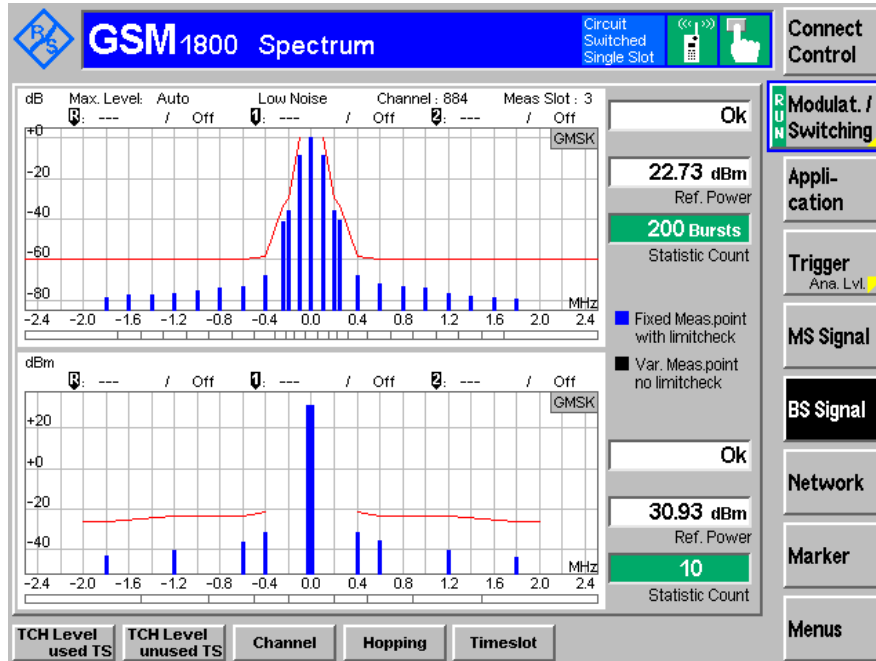 R/S
GSM 1800 Spectrum
Circuit
Switched
Single Slot
Connect
Control
dB Max. Level: Auto Low Noise Channel : 884 Meas Slot : 3
R: --- / Off 1: --- / Off 2: --- / Off
+0
GMSK
-20
-40
-60
-80
MHz
-2.4 -2.0 -1.6 -1.2 -0.8 -0.4 0.0 0.4 0.8 1.2 1.6 2.0 2.4
Ok
22.73 dBm
Ref. Power
200 Bursts
Statistic Count
Fixed Meas.point
with limitcheck
Var. Meas.point
no limitcheck
dBm
R: --- / Off 1: --- / Off 2: --- / Off
GMSK
+20
+0
-20
-40
MHz
-2.4 -2.0 -1.6 -1.2 -0.8 -0.4 0.0 0.4 0.8 1.2 1.6 2.0 2.4
Ok
30.93 dBm
Ref. Power
10
Statistic Count
RUN
Modulat. /
Switching
Appli-
cation
Trigger
Ana. Lvl.
MS Signal
BS Signal
Network
Marker
Menus
TCH Level
used TS
TCH Level
unused TS
Channel
Hopping
Timeslot